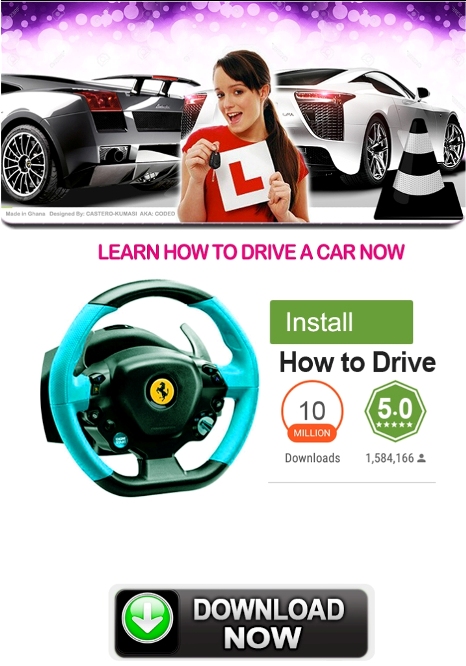 L
Made in Ghana Designed By: CASTERO-KUMASI AKA: CODED
LEARN HOW TO DRIVE A CAR NOW
Install
How to Drive
10
MILLION
5.0
Downloads
1,584,166
DOWNLOAD
NOW